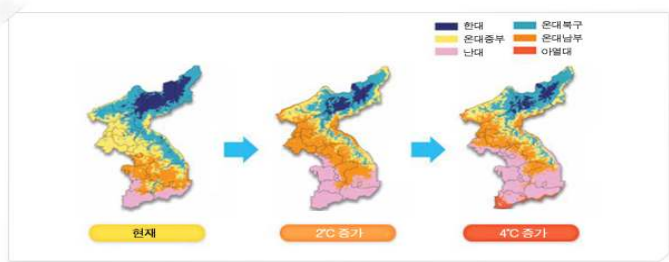 한대
온대북구
온대중부
온대남부
난대
아열대
현재
2℃ 증가
4℃ 증가